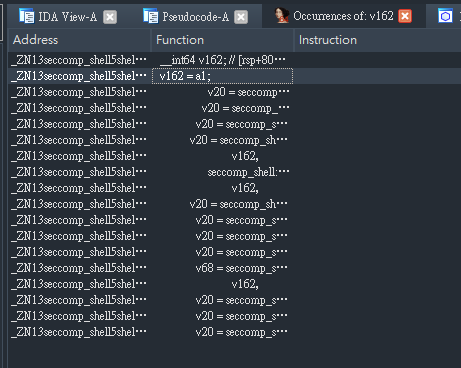 IDA View-A Pseudocode-A Occurrences of: v162
Address Function Instruction
_ZN13seccomp_shell5shel⋯ __int64 v162; // [rsp+80⋯
_ZN13seccomp_shell5shel⋯ v162 = a1;
_ZN13seccomp_shell5shel⋯ v20 = seccomp⋯
_ZN13seccomp_shell5shel⋯ v20 = seccomp_⋯
_ZN13seccomp_shell5shel⋯ v20 = seccomp_s⋯
_ZN13seccomp_shell5shel⋯ v20 = seccomp_sh⋯
_ZN13seccomp_shell5shel⋯ v162,
_ZN13seccomp_shell5shel⋯ seccomp_shell:⋯
_ZN13seccomp_shell5shel⋯ v162,
_ZN13seccomp_shell5shel⋯ v20 = seccomp_sh⋯
_ZN13seccomp_shell5shel⋯ v20 = seccomp_s⋯
_ZN13seccomp_shell5shel⋯ v20 = seccomp_s⋯
_ZN13seccomp_shell5shel⋯ v20 = seccomp_s⋯
_ZN13seccomp_shell5shel⋯ v68 = seccomp_s⋯
_ZN13seccomp_shell5shel⋯ v162,
_ZN13seccomp_shell5shel⋯ v20 = seccomp_s⋯
_ZN13seccomp_shell5shel⋯ v20 = seccomp_s⋯
_ZN13seccomp_shell5shel⋯ v20 = seccomp_s⋯